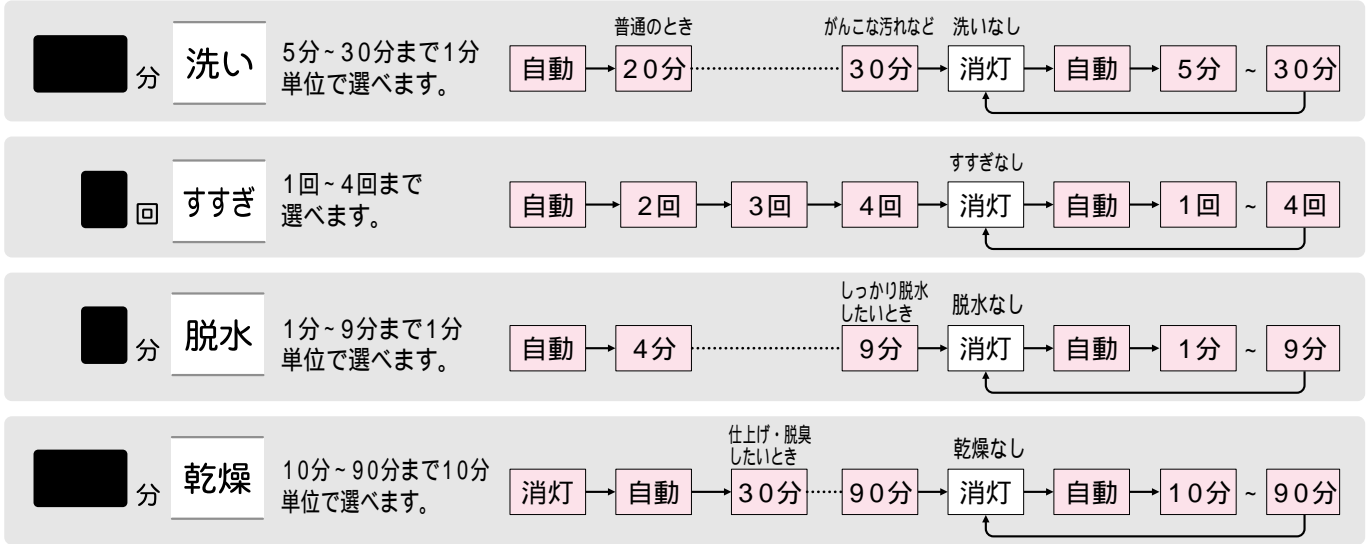 普通のとき がんこな汚れなど 洗いなし
分 洗い 5分~30分まで1分
単位で選べます。
自動 20分 30分 消灯 自動 5分 ~ 30分
すすぎなし
回 すすぎ 1回~4回まで
選べます。
自動 2回 3回 4回 消灯 自動 1回 ~ 4回
しっかり脱水
したいとき
脱水なし
分 脱水 1分~9分まで1分
単位で選べます。
自動 4分 9分 消灯 自動 1分 ~ 9分
仕上げ・脱臭
したいとき
乾燥なし
分 乾燥 10分~90分まで10分
単位で選べます。
消灯 自動 30分 90分 消灯 自動 10分 ~ 90分